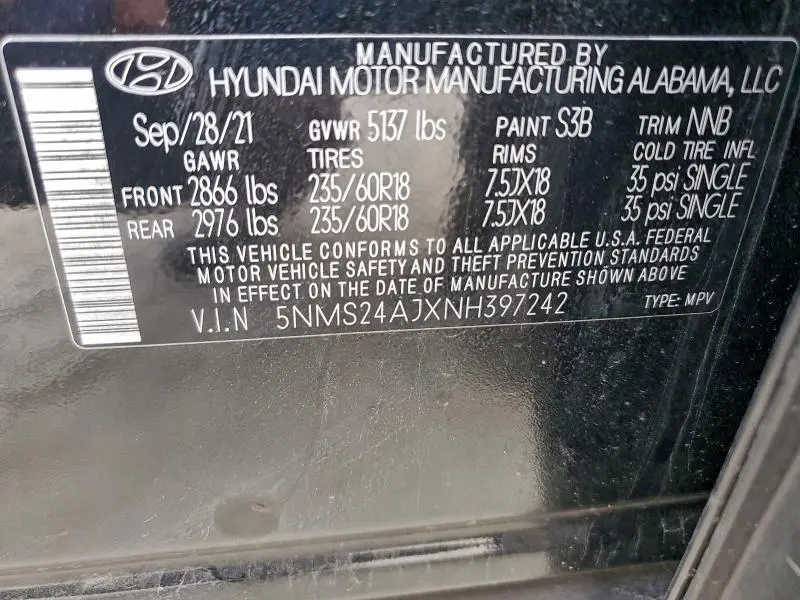 MANUFACTURED BY
HYUNDAI MOTOR MANUFACTURING ALABAMA, LLC
Sep/28/21 GVWR 5137 lbs PAINT S3B TRIM NNB
GAWR TIRES RIMS COLD TIRE INFL
FRONT 2866 lbs 235/60R18 7.5JX18 35 psi SINGLE
REAR 2976 lbs 235/60R18 7.5JX18 35 psi SINGLE
THIS VEHICLE CONFORMS TO ALL APPLICABLE U.S.A. FEDERAL
MOTOR VEHICLE SAFETY AND THEFT PREVENTION STANDARDS
IN EFFECT ON THE DATE OF MANUFACTURE SHOWN ABOVE
V.I.N 5NMS24AJXNH397242 TYPE: MPV